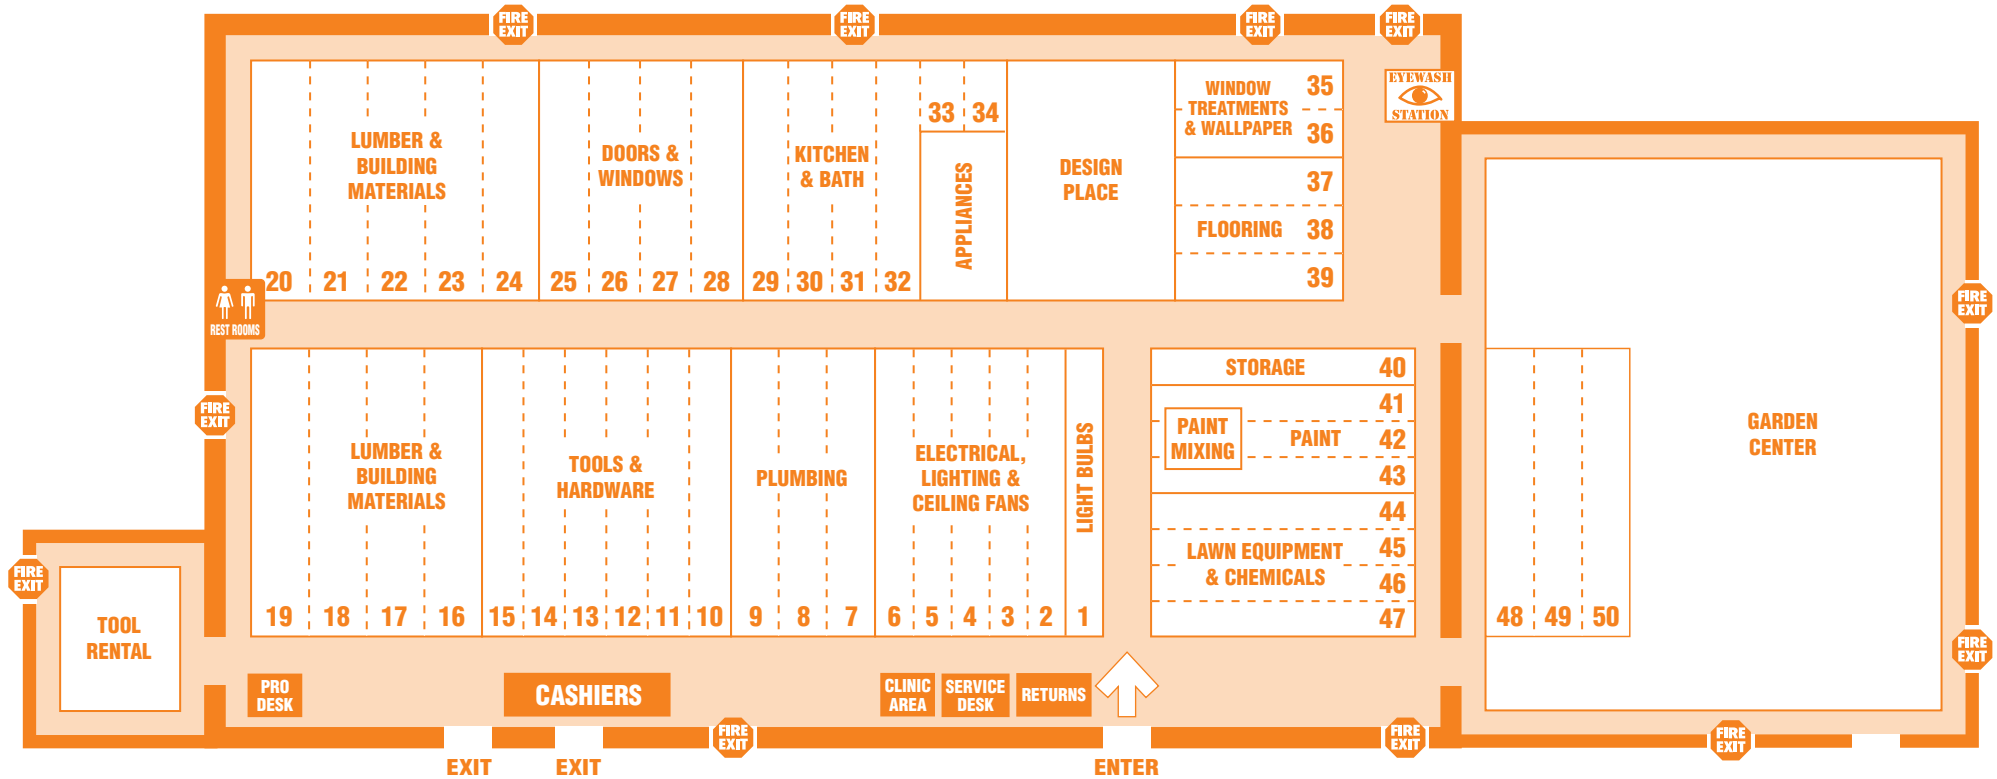 FIRE
EXIT
FIRE
EXIT
FIRE
EXIT
FIRE
EXIT
EYEWASH
STATION
LUMBER &
BUILDING
MATERIALS
20 21 22 23 24
DOORS &
WINDOWS
25 26 27 28
KITCHEN
& BATH
29 30 31 32
33 34
APPLIANCES
DESIGN
PLACE
WINDOW
TREATMENTS
& WALLPAPER
35
36
37
FLOORING 38
39
REST ROOMS
FIRE
EXIT
FIRE
EXIT
LUMBER &
BUILDING
MATERIALS
19 18 17 16
TOOLS &
HARDWARE
15 14 13 12 11 10
PLUMBING
9 8 7
ELECTRICAL,
LIGHTING &
CEILING FANS
6 5 4 3 2
LIGHT BULBS
1
STORAGE 40
41
PAINT
MIXING
PAINT 42
43
44
LAWN EQUIPMENT
& CHEMICALS
45
46
47
48 49 50
GARDEN
CENTER
FIRE
EXIT
FIRE
EXIT
TOOL
RENTAL
PRO
DESK
CASHIERS
CLINIC
AREA
SERVICE
DESK
RETURNS
FIRE
EXIT
FIRE
EXIT
FIRE
EXIT
EXIT
EXIT
ENTER